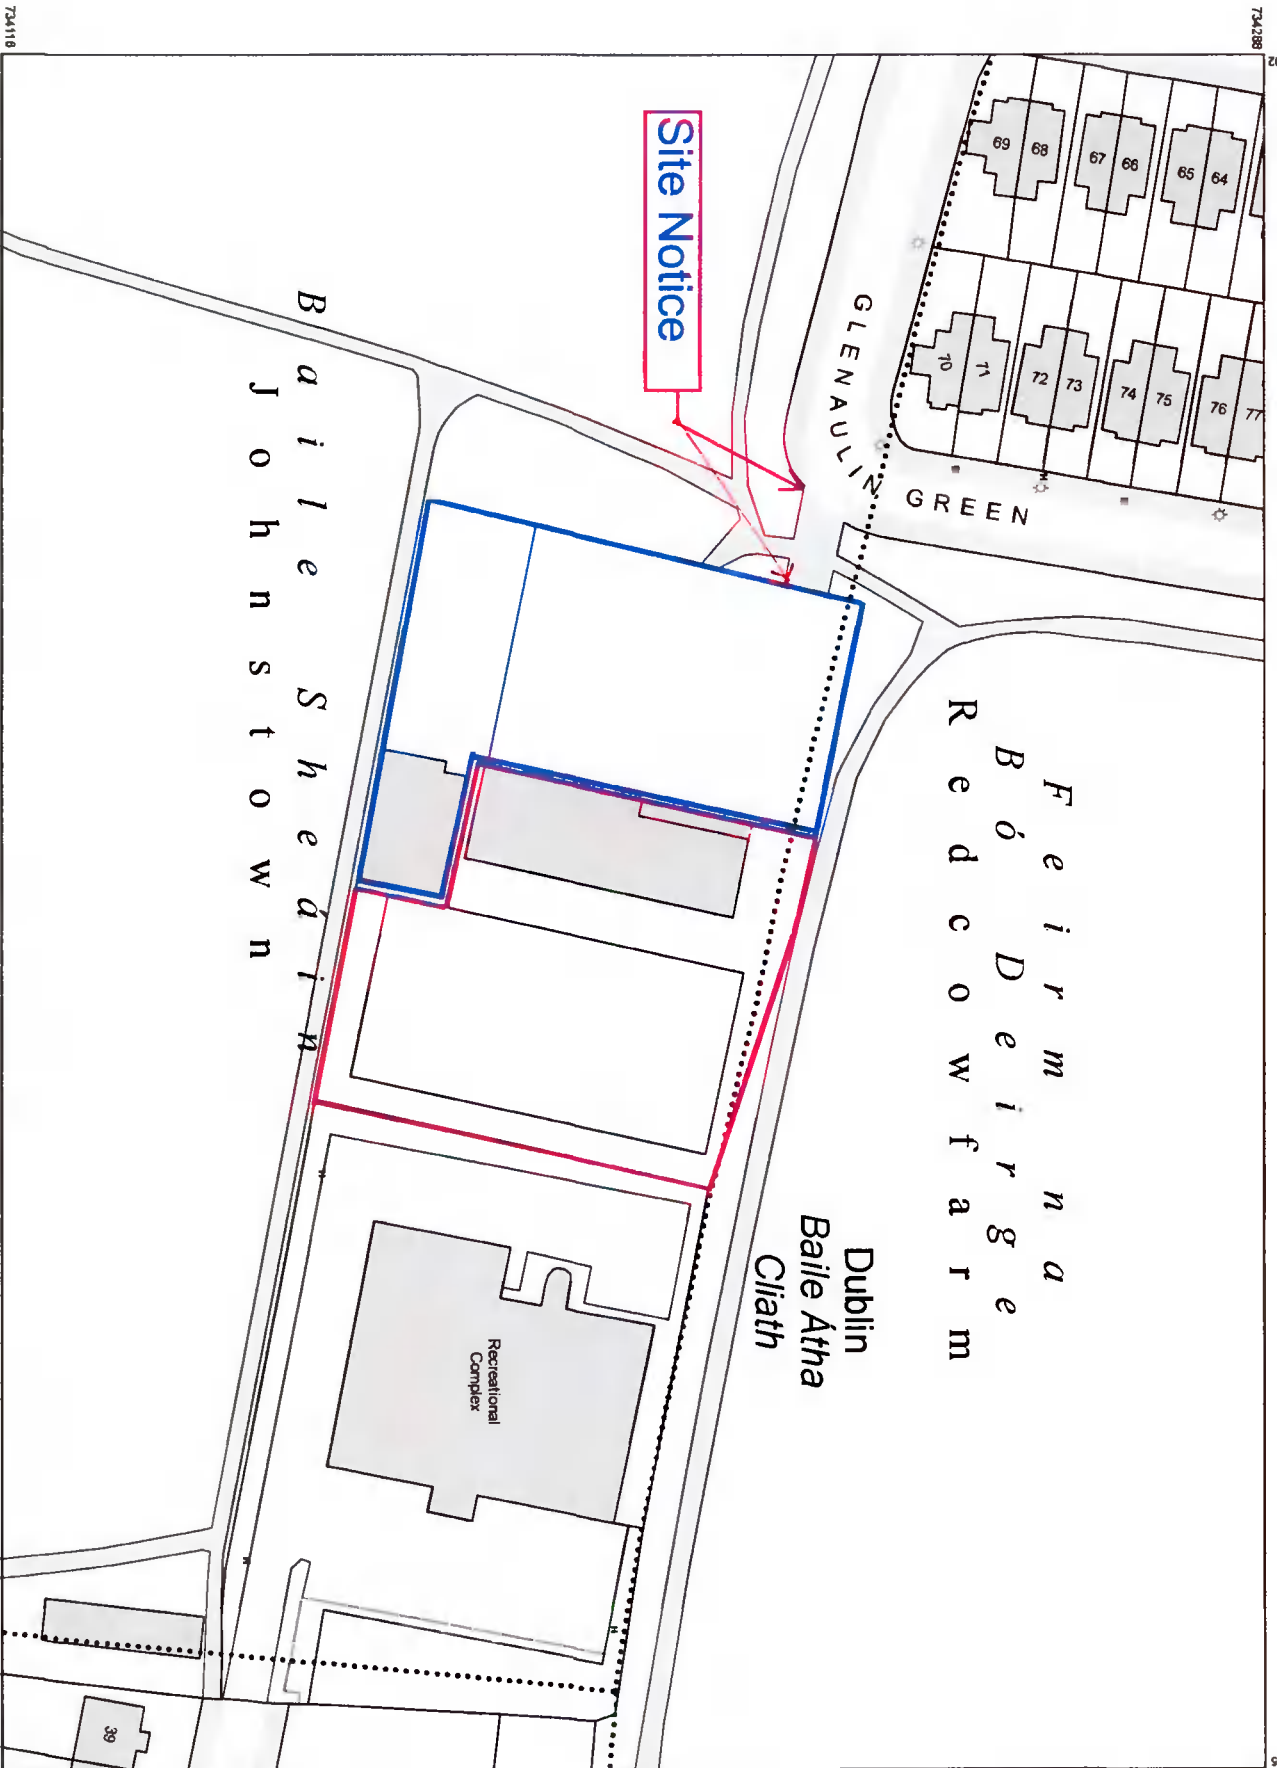 734116
734288
Site Notice
69
68
67
66
65
64
70
71
72
73
74
75
76
77
GLENAULIN GREEN
Baile Sheáin
Johnstown
Feirm na
Bó Deirge
Redcowfarm
Dublin
Baile Átha
Cliath
Recreational
Complex
39